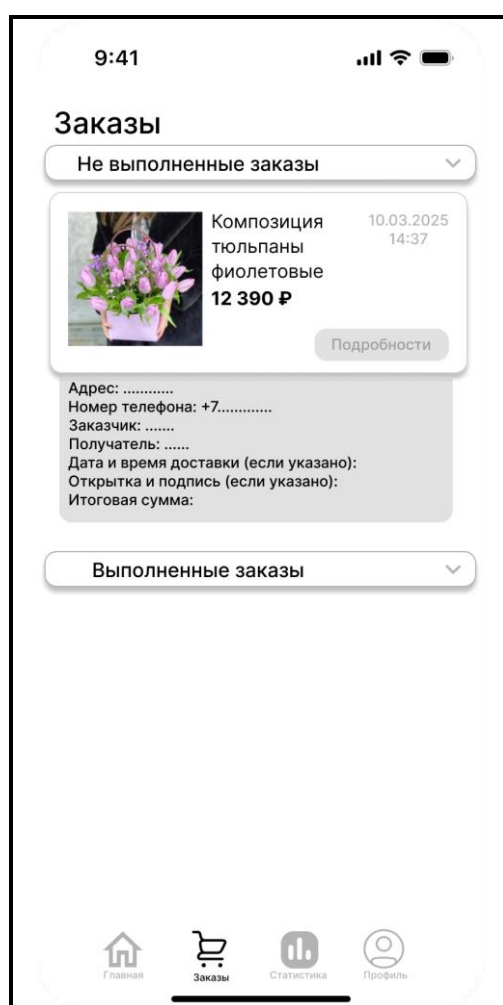 9:41
Заказы
Не выполненные заказы
Композиция
тюльпаны
фиолетовые
12 390 ₽
10.03.2025
14:37
Подробности
Адрес: ............
Номер телефона: +7.............
Заказчик: .......
Получатель: ......
Дата и время доставки (если указано):
Открытка и подпись (если указано):
Итоговая сумма:
Выполненные заказы
Главная
Заказы
Статистика
Профиль